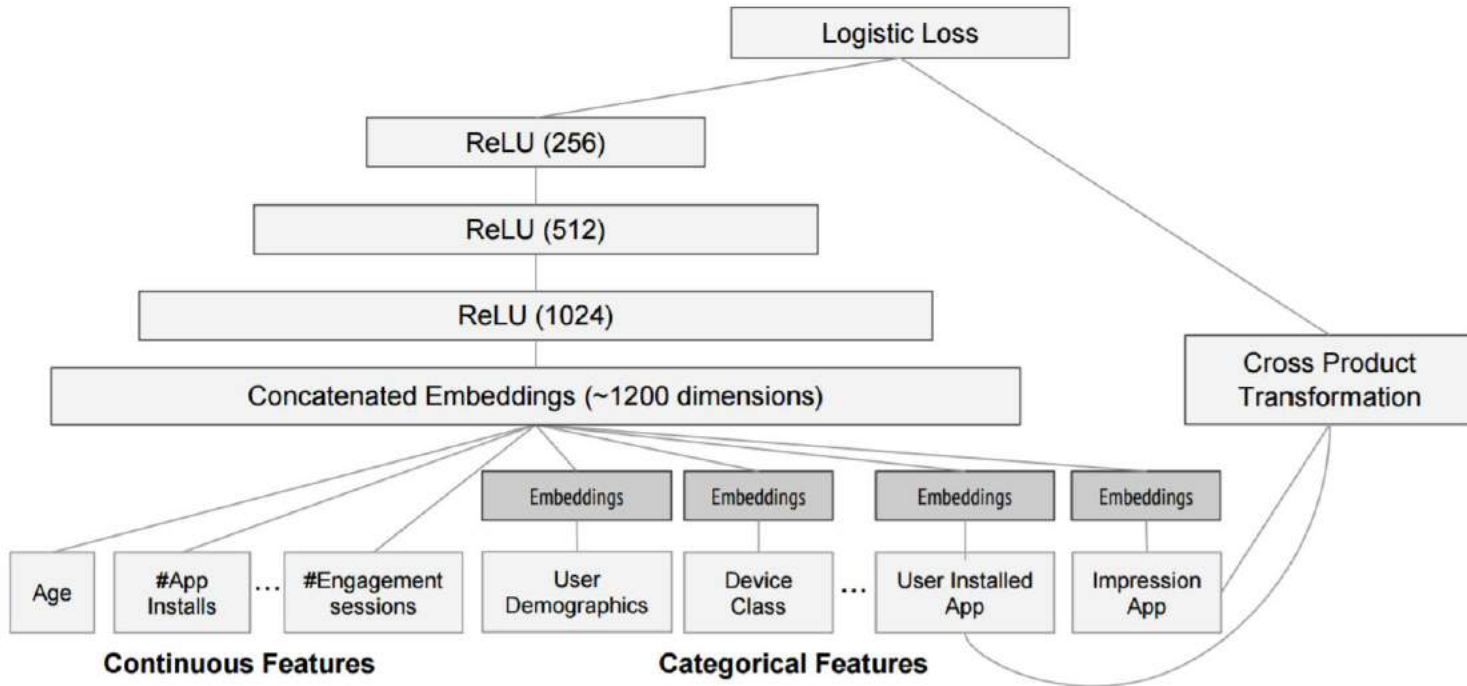 Logistic Loss
ReLU (256)
ReLU (512)
ReLU (1024)
Concatenated Embeddings (~1200 dimensions)
Cross Product
Transformation
Embeddings
Embeddings
Embeddings
Embeddings
Age
#App
Installs
...
#Engagement
sessions
User
Demographics
Device
Class
...
User Installed
App
Impression
App
Continuous Features
Categorical Features